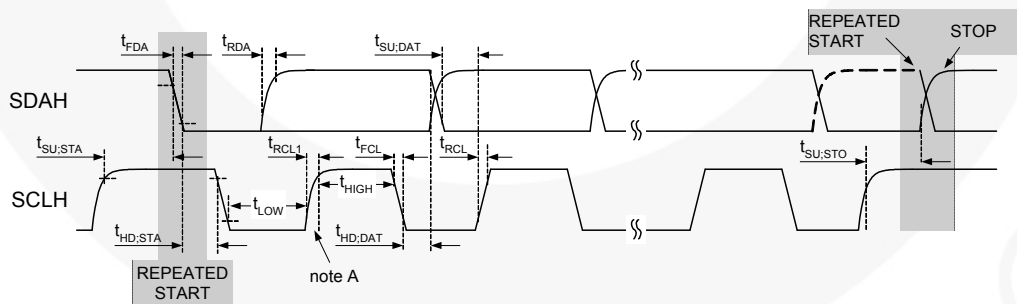 REPEATED
START
STOP
tFDA
tRDA
tSU;DAT
SDAH
tSU;STA
tRCL1
tFCL
tRCL
tSU;STO
SCLH
tLOW
tHIGH
tHD;STA
tHD;DAT
note A
REPEATED
START